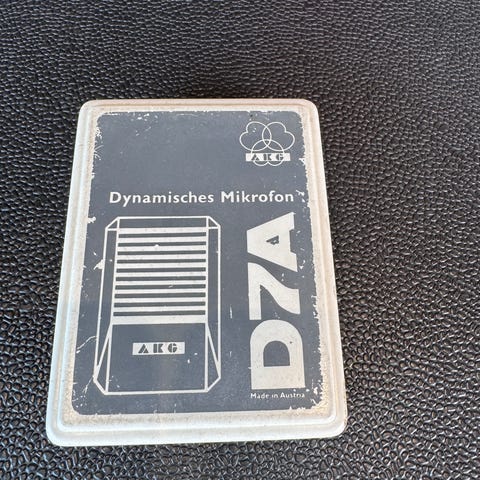 AKG
Dynamisches Mikrofon
D7A
AKG
Made in Austria